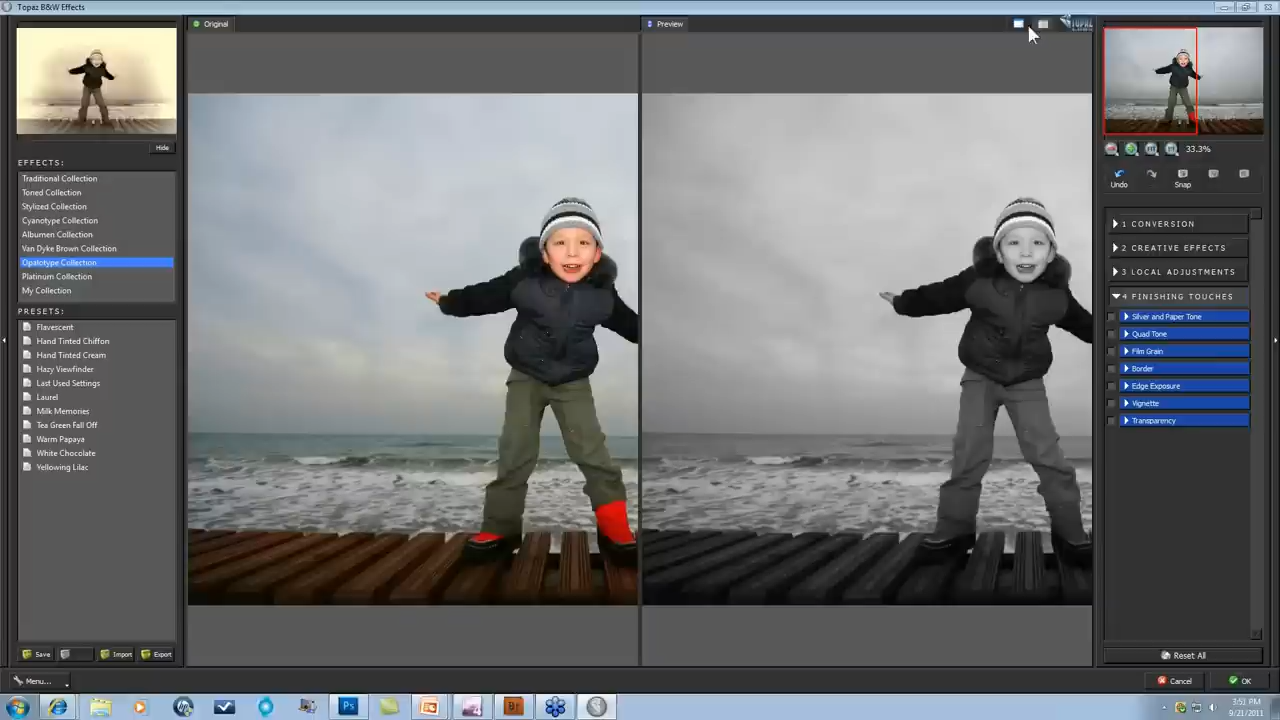 Topaz B&W Effects
Original
Preview
TOPAZ
Hide
EFFECTS:
Traditional Collection
Toned Collection
Stylized Collection
Cyanotype Collection
Albumen Collection
Van Dyke Brown Collection
Opalotype Collection
Platinum Collection
My Collection
PRESETS:
Flavescent
Hand Tinted Chiffon
Hand Tinted Cream
Hazy Viewfinder
Last Used Settings
Laurel
Milk Memories
Tea Green Fall Off
Warm Papaya
White Chocolate
Yellowing Lilac
Save
Import
Export
Menu...
33.3%
Undo
Snap
1 CONVERSION
2 CREATIVE EFFECTS
3 LOCAL ADJUSTMENTS
4 FINISHING TOUCHES
Silver and Paper Tone
Quad Tone
Film Grain
Border
Edge Exposure
Vignette
Transparency
Reset All
Cancel
OK
Ps
Br
3:51 PM
9/21/2011